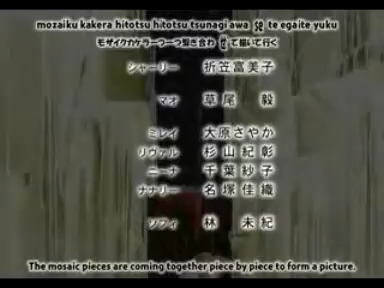 mozaiku kakera hitotsu hitotsu tsunagi awa se te egaite yuku
モザイクカケラ一つ一つ繋ぎ合わ せ て描いて行く
シャーリー 折笠富美子
マオ 草尾 毅
ミレイ 大原さやか
リヴァル 杉山紀彰
ニーナ 千葉紗子
ナナリー 名塚佳織
ソフィ 林 未紀
The mosaic pieces are coming together piece by piece to form a picture.